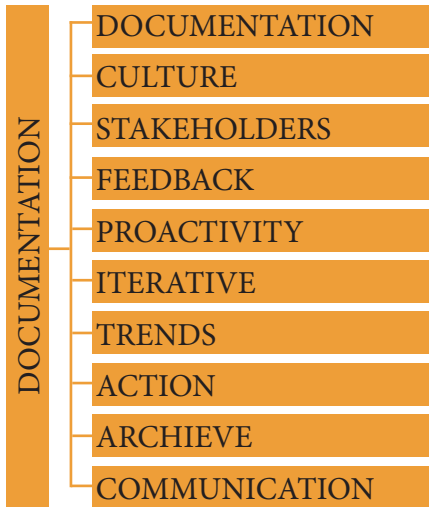 DOCUMENTATION
DOCUMENTATION
CULTURE
STAKEHOLDERS
FEEDBACK
PROACTIVITY
ITERATIVE
TRENDS
ACTION
ARCHIEVE
COMMUNICATION